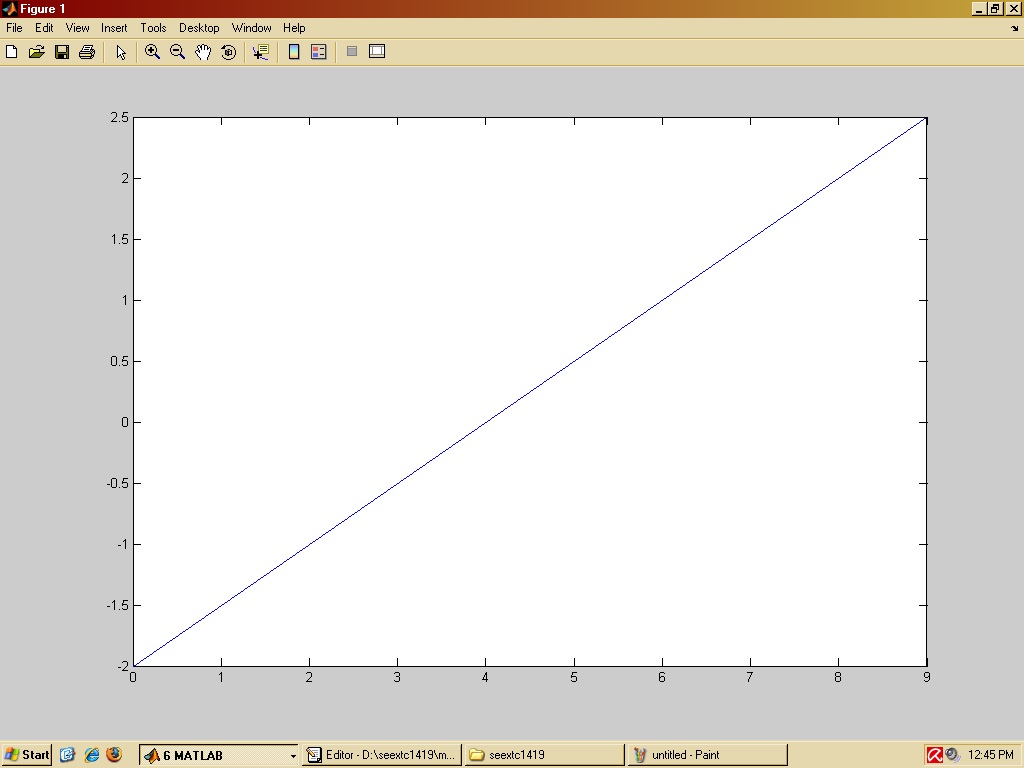 Figure 1
File Edit View Insert Tools Desktop Window Help
2.5
2
1.5
1
0.5
0
-0.5
-1
-1.5
-2
0 1 2 3 4 5 6 7 8 9
Start 6 MATLAB Editor - D:\seextc1419\m... seextc1419 untitled - Paint 12:45 PM